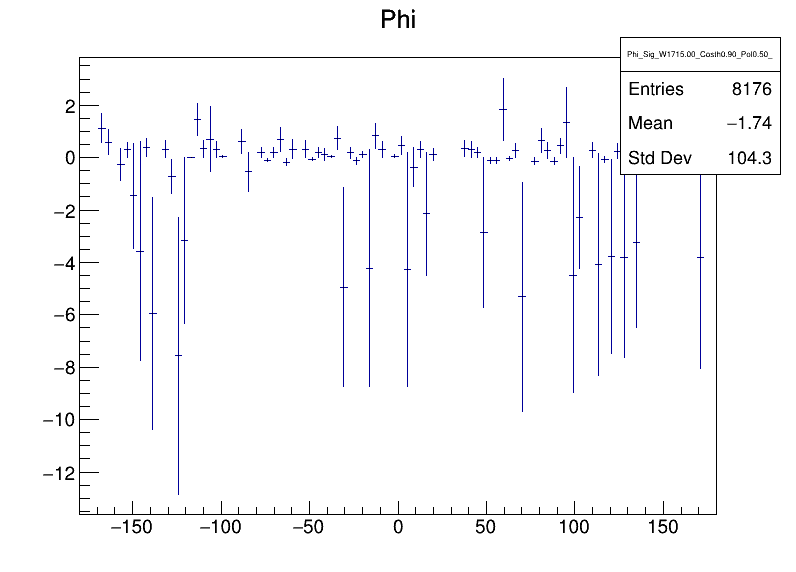 Phi
Phi_Sig_W1715.00_Costh0.90_Pol0.50_
Entries 8176
Mean −1.74
Std Dev 104.3
2
0
−2
−4
−6
−8
−10
−12
−150 −100 −50 0 50 100 150